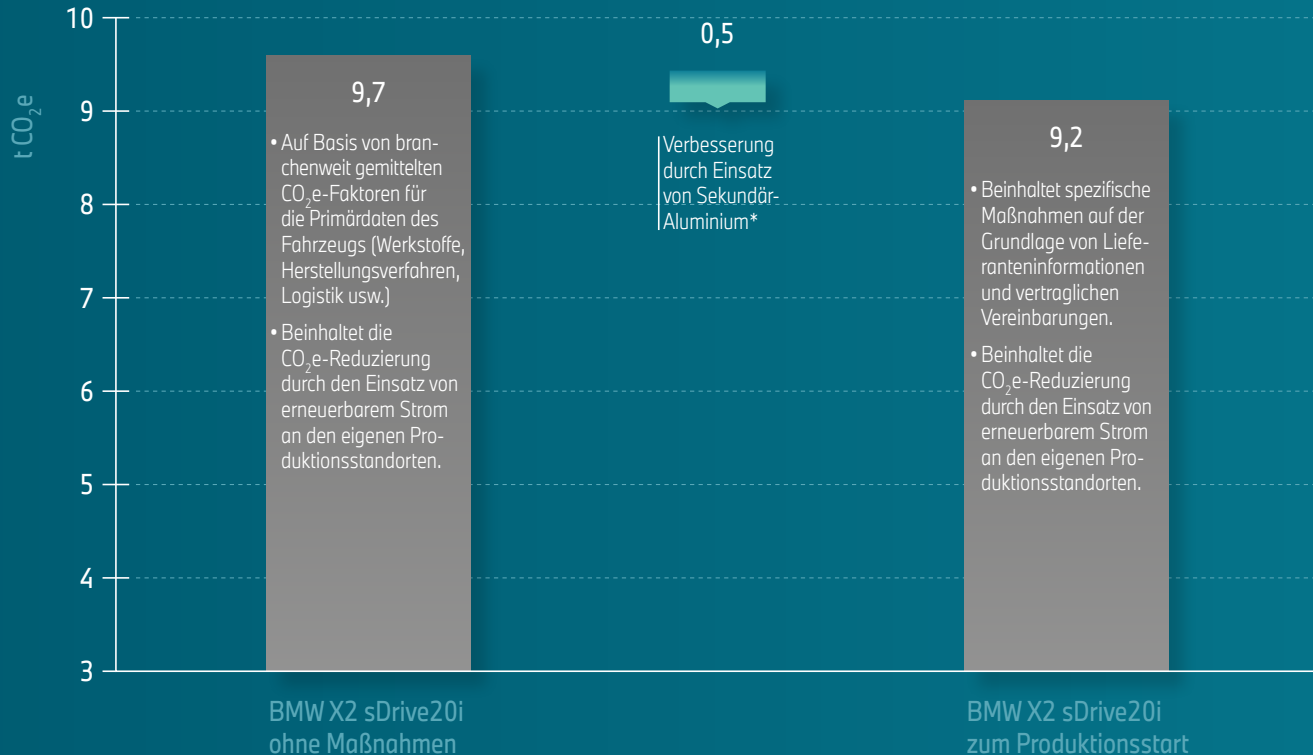 t CO₂e
10
9
8
7
6
5
4
3
9,7
• Auf Basis von bran-
chenweit gemittelten
CO₂e-Faktoren für
die Primärdaten des
Fahrzeugs (Werkstoffe,
Herstellungsverfahren,
Logistik usw.)
• Beinhaltet die
CO₂e-Reduzierung
durch den Einsatz von
erneuerbarem Strom
an den eigenen Pro-
duktionsstandorten.
BMW X2 sDrive20i
ohne Maßnahmen
0,5
Verbesserung
durch Einsatz
von Sekundär-
Aluminium*
9,2
• Beinhaltet spezifische
Maßnahmen auf der
Grundlage von Liefe-
ranteninformationen
und vertraglichen
Vereinbarungen.
• Beinhaltet die
CO₂e-Reduzierung
durch den Einsatz von
erneuerbarem Strom
an den eigenen Pro-
duktionsstandorten.
BMW X2 sDrive20i
zum Produktionsstart